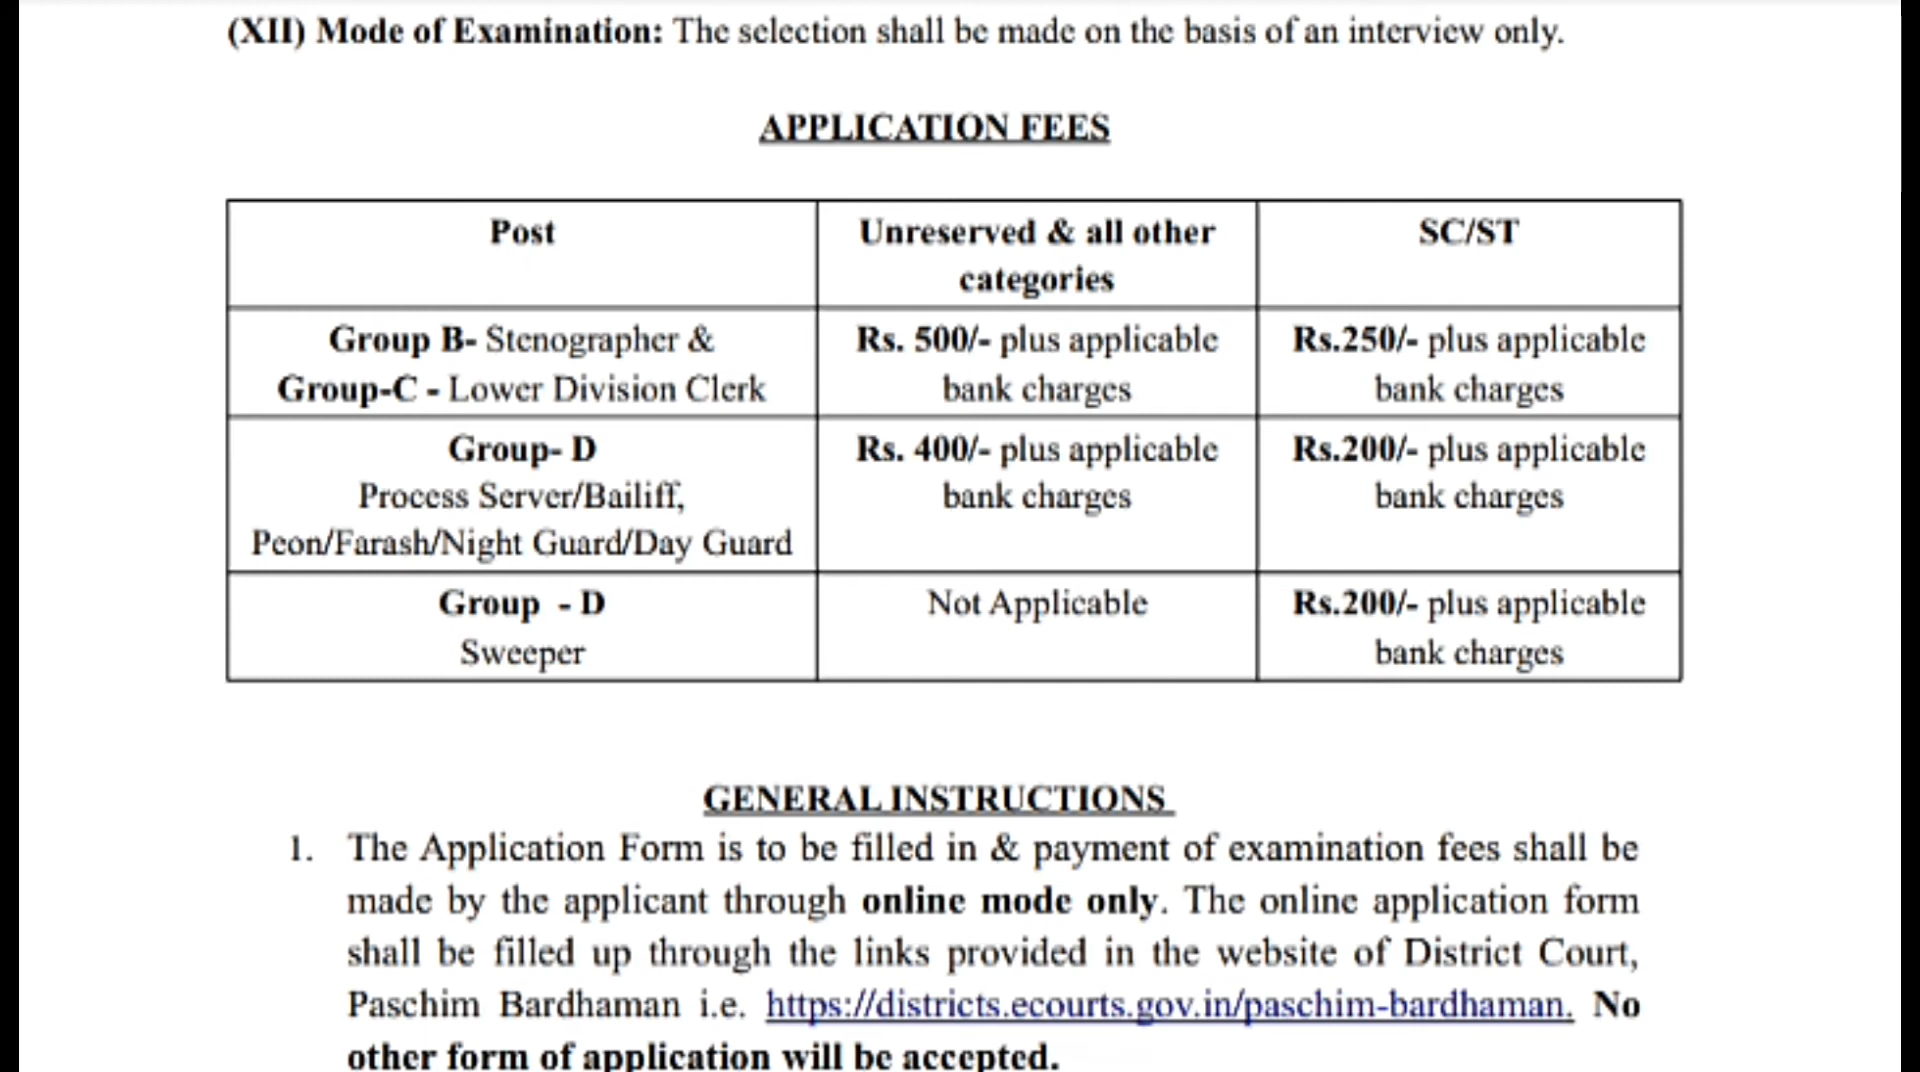 (XII) Mode of Examination: The selection shall be made on the basis of an interview only.
APPLICATION FEES
Post
Unreserved & all other
categories
SC/ST
Group B- Stenographer &
Group-C - Lower Division Clerk
Rs. 500/- plus applicable
bank charges
Rs.250/- plus applicable
bank charges
Group- D
Process Server/Bailiff,
Peon/Farash/Night Guard/Day Guard
Rs. 400/- plus applicable
bank charges
Rs.200/- plus applicable
bank charges
Group - D
Sweeper
Not Applicable
Rs.200/- plus applicable
bank charges
GENERAL INSTRUCTIONS
1. The Application Form is to be filled in & payment of examination fees shall be
made by the applicant through online mode only. The online application form
shall be filled up through the links provided in the website of District Court,
Paschim Bardhaman i.e. https://districts.ecourts.gov.in/paschim-bardhaman. No
other form of application will be accepted.